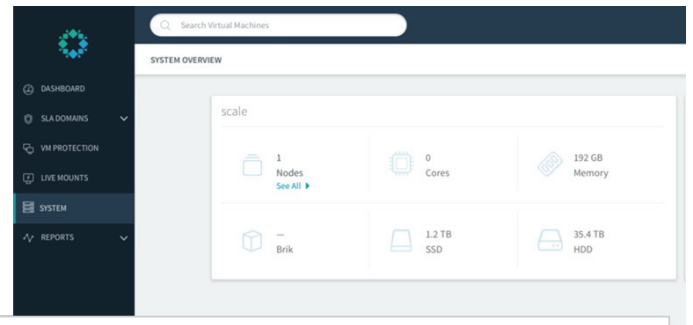 Search Virtual Machines
SYSTEM OVERVIEW
DASHBOARD
SLA DOMAINS
VM PROTECTION
LIVE MOUNTS
SYSTEM
REPORTS
scale
1
Nodes
See All
0
Cores
192 GB
Memory
—
Brik
1.2 TB
SSD
35.4 TB
HDD